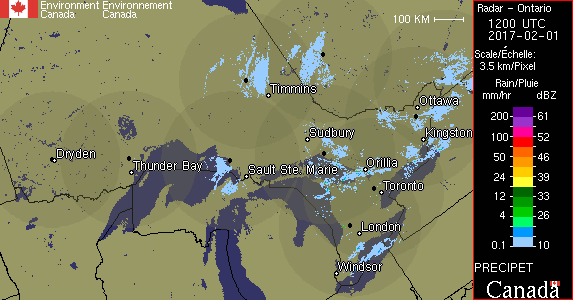 Environment Environnement
Canada Canada
100 KM
Timmins
Ottawa
Sudbury
Kingston
Dryden
Thunder Bay
Sault Ste. Marie
Orillia
Toronto
London
Windsor
Radar - Ontario
1200 UTC
2017-02-01
Scale/Échelle:
3.5 km/Pixel
Rain/Pluie
mm/hr dBZ
200 61
100 52
50 46
24 39
12 33
4 26
2 20
0.1 10
PRECIPET
Canada